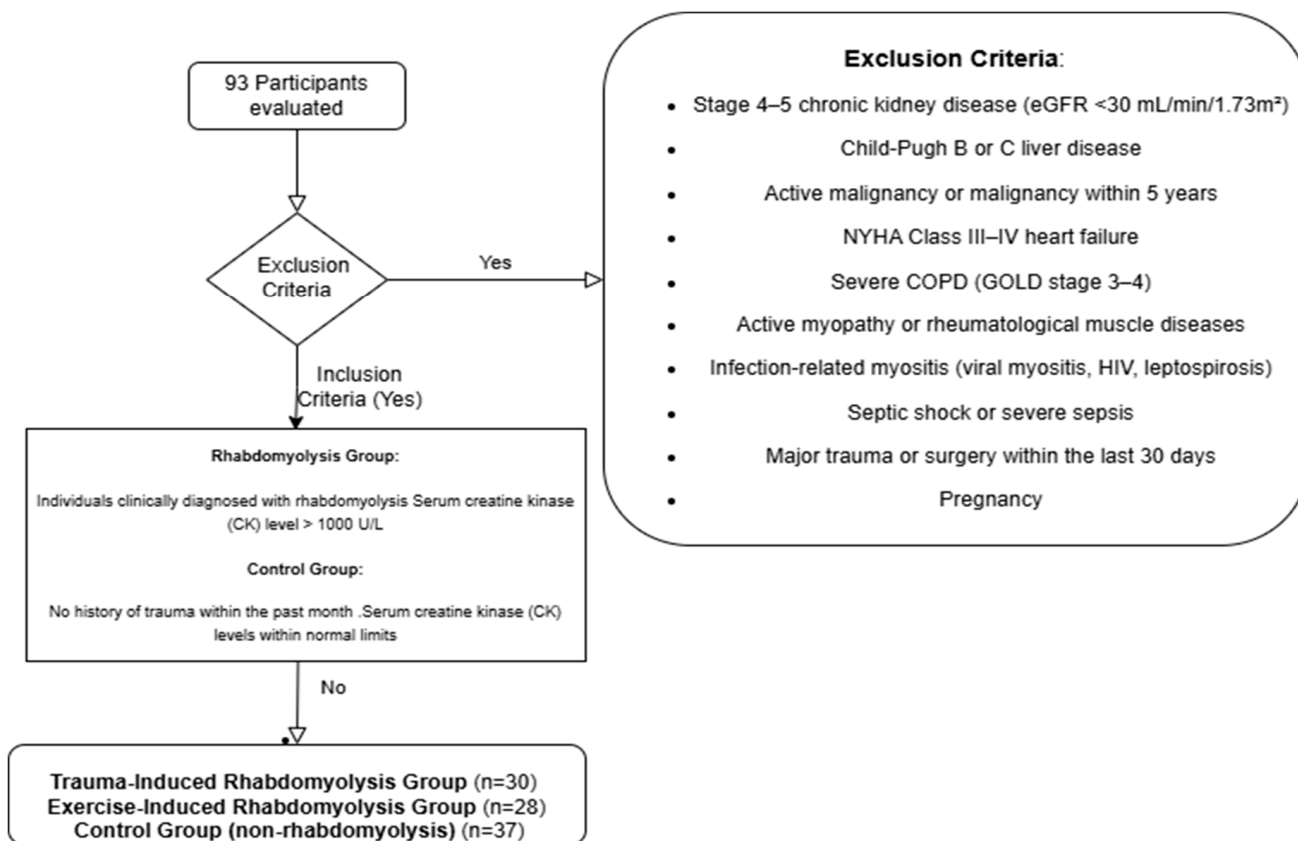 93 Participants
evaluated
Exclusion
Criteria
Yes
Inclusion
Criteria (Yes)
Rhabdomyolysis Group:
Individuals clinically diagnosed with rhabdomyolysis Serum creatine kinase
(CK) level > 1000 U/L
Control Group:
No history of trauma within the past month .Serum creatine kinase (CK)
levels within normal limits
No
Trauma-Induced Rhabdomyolysis Group (n=30)
Exercise-Induced Rhabdomyolysis Group (n=28)
Control Group (non-rhabdomyolysis) (n=37)
Exclusion Criteria:
• Stage 4–5 chronic kidney disease (eGFR <30 mL/min/1.73m²)
• Child-Pugh B or C liver disease
• Active malignancy or malignancy within 5 years
• NYHA Class III–IV heart failure
• Severe COPD (GOLD stage 3–4)
• Active myopathy or rheumatological muscle diseases
• Infection-related myositis (viral myositis, HIV, leptospirosis)
• Septic shock or severe sepsis
• Major trauma or surgery within the last 30 days
• Pregnancy